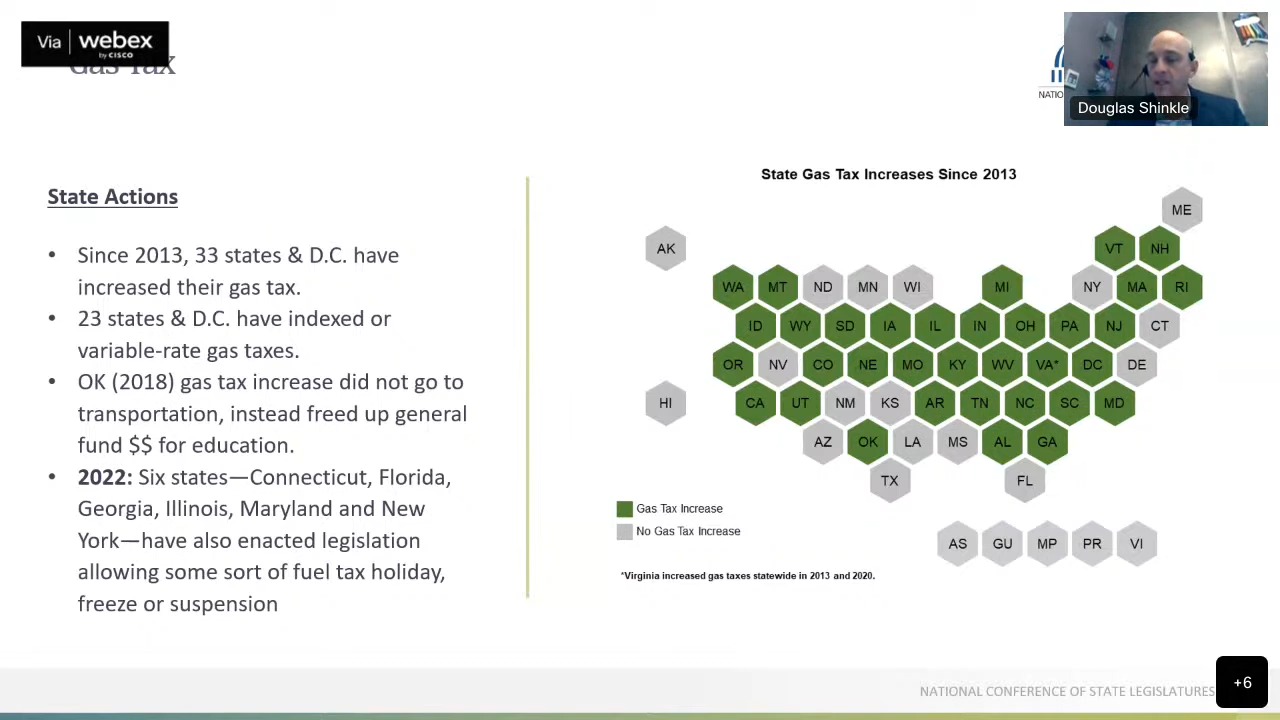 Via webex
by CISCO
Gas Tax
NATIO
Douglas Shinkle
State Actions
• Since 2013, 33 states & D.C. have
increased their gas tax.
• 23 states & D.C. have indexed or
variable-rate gas taxes.
• OK (2018) gas tax increase did not go to
transportation, instead freed up general
fund $$ for education.
• 2022: Six states—Connecticut, Florida,
Georgia, Illinois, Maryland and New
York—have also enacted legislation
allowing some sort of fuel tax holiday,
freeze or suspension
State Gas Tax Increases Since 2013
ME
AK VT NH
WA MT ND MN WI MI NY MA RI
ID WY SD IA IL IN OH PA NJ CT
OR NV CO NE MO KY WV VA* DC DE
HI CA UT NM KS AR TN NC SC MD
AZ OK LA MS AL GA
TX FL
Gas Tax Increase
No Gas Tax Increase
AS GU MP PR VI
*Virginia increased gas taxes statewide in 2013 and 2020.
NATIONAL CONFERENCE OF STATE LEGISLATURES
+6